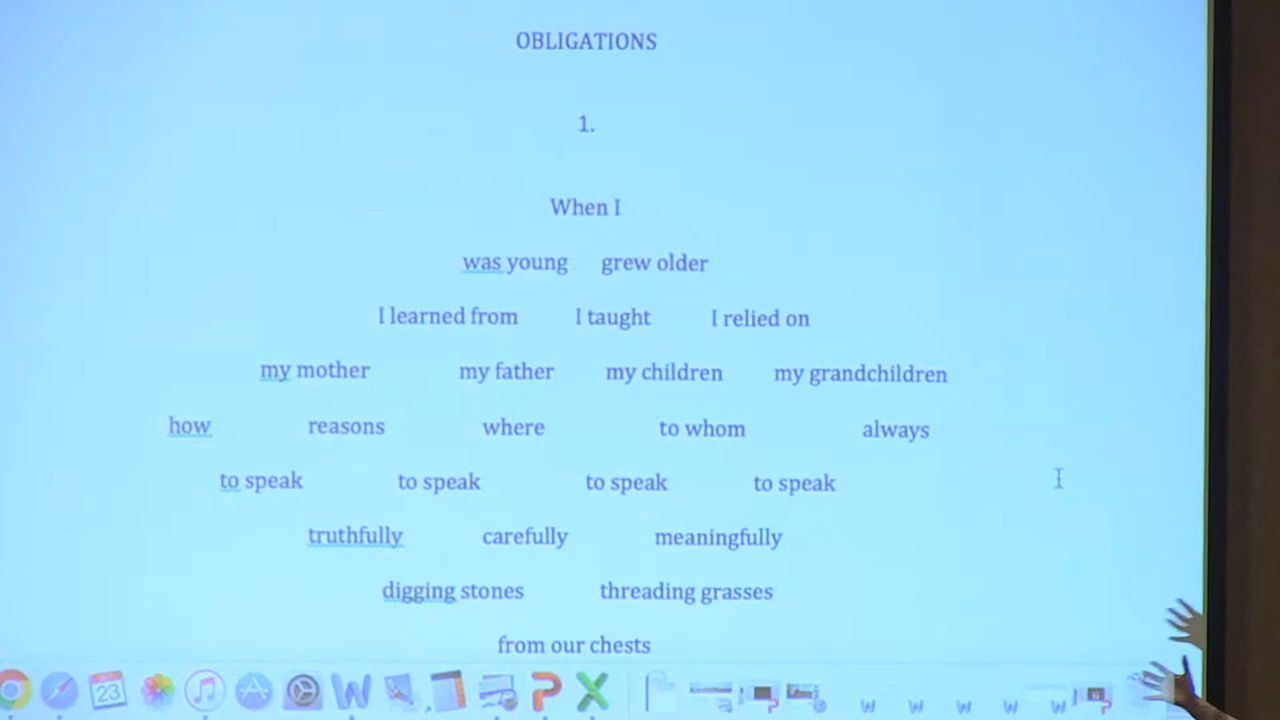 OBLIGATIONS
1.
When I
was young grew older
I learned from I taught I relied on
my mother my father my children my grandchildren
how reasons where to whom always
to speak to speak to speak to speak
truthfully carefully meaningfully
digging stones threading grasses
from our chests
23